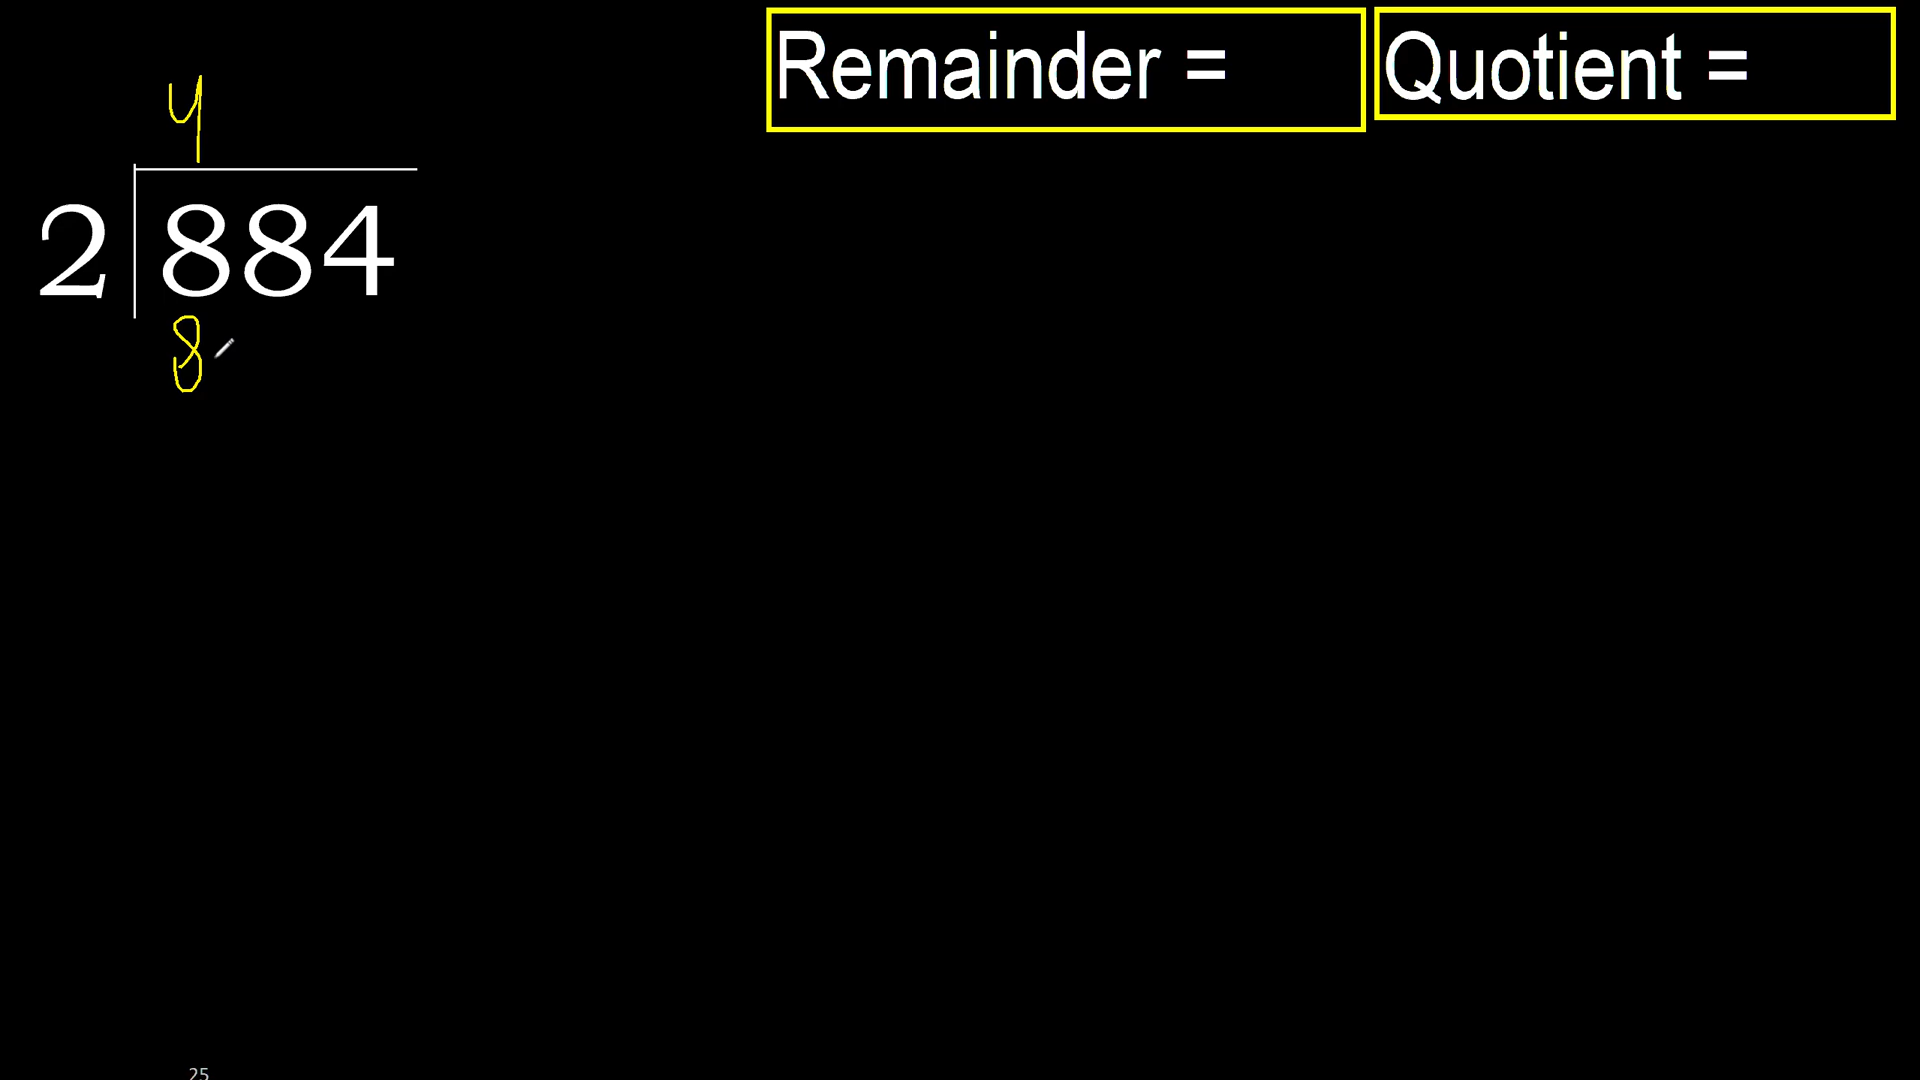 Remainder = Quotient =
4
2 884
8
25